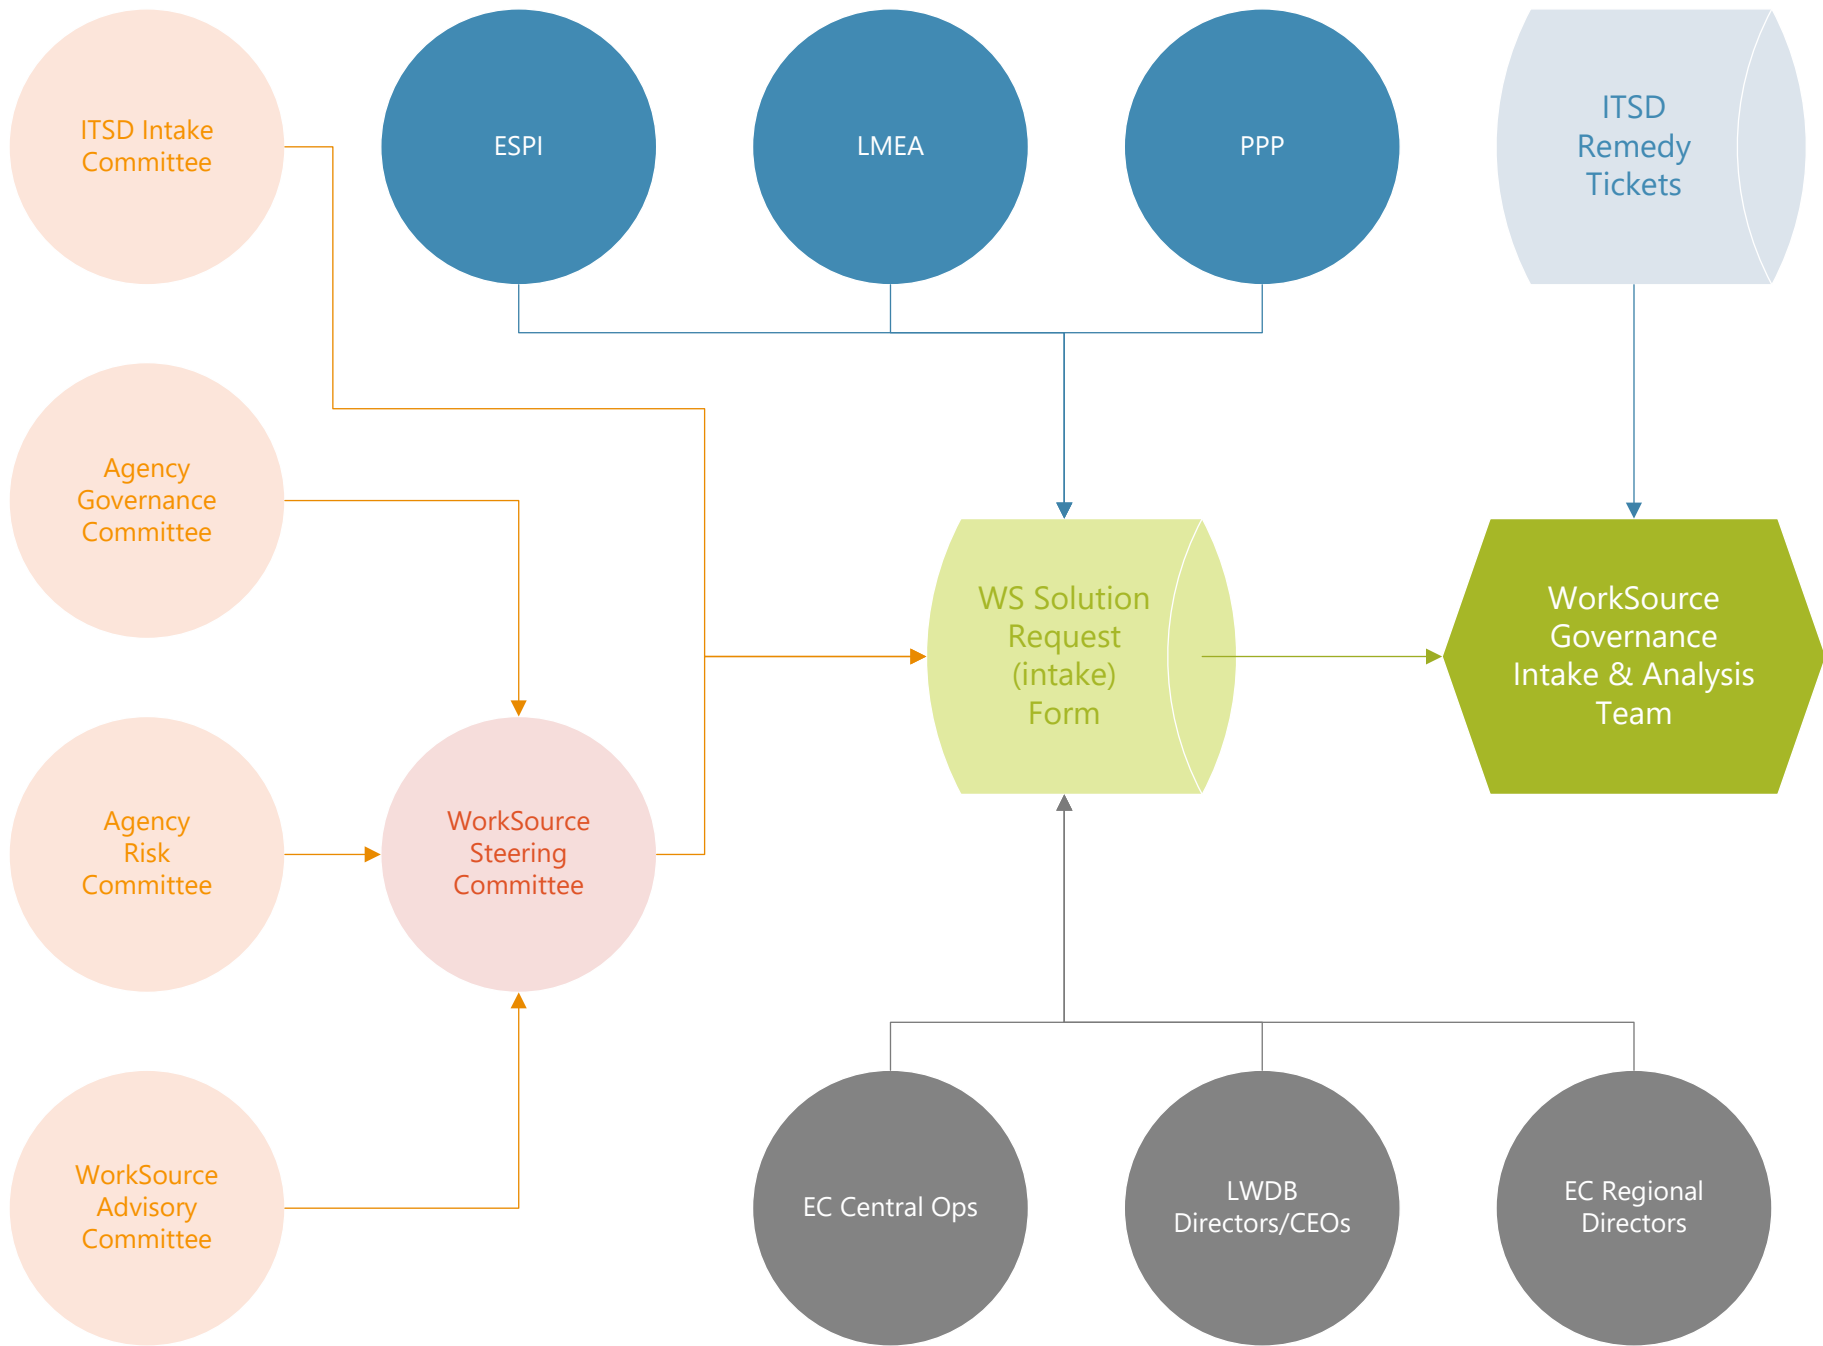 ITSD Intake
Committee
ESPI
LMEA
PPP
ITSD
Remedy
Tickets
Agency
Governance
Committee
WS Solution
Request
(intake)
Form
WorkSource
Governance
Intake & Analysis
Team
Agency
Risk
Committee
WorkSource
Steering
Committee
WorkSource
Advisory
Committee
EC Central Ops
LWDB
Directors/CEOs
EC Regional
Directors